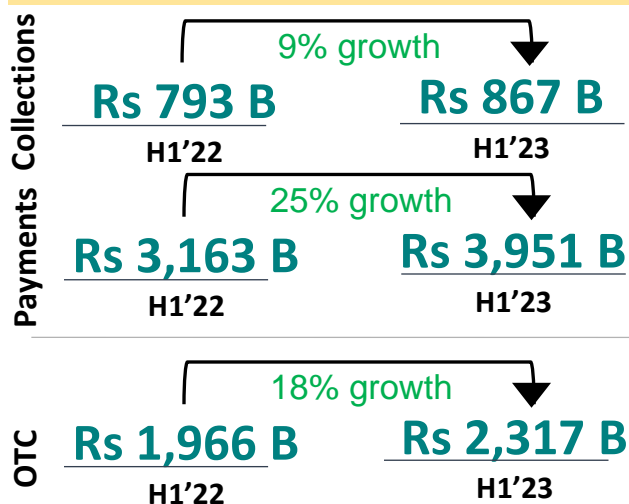 Collections
9% growth
Rs 793 B
Rs 867 B
H1’22
H1’23
Payments
25% growth
Rs 3,163 B
Rs 3,951 B
H1’22
H1’23
OTC
18% growth
Rs 1,966 B
Rs 2,317 B
H1’22
H1’23